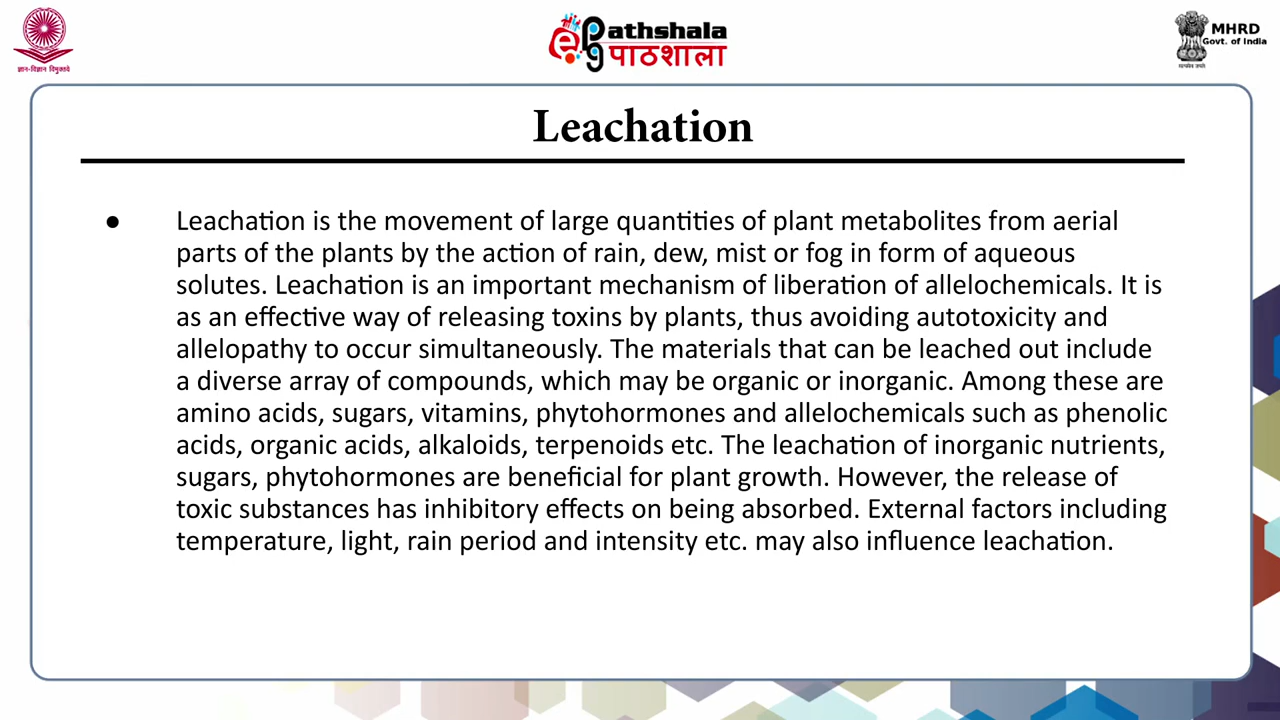 ज्ञान-विज्ञान विमुक्तये
ePG Pathshala
पाठशाला
MHRD
Govt. of India
सत्यमेव जयते
Leachation
● Leachation is the movement of large quantities of plant metabolites from aerial
parts of the plants by the action of rain, dew, mist or fog in form of aqueous
solutes. Leachation is an important mechanism of liberation of allelochemicals. It is
as an effective way of releasing toxins by plants, thus avoiding autotoxicity and
allelopathy to occur simultaneously. The materials that can be leached out include
a diverse array of compounds, which may be organic or inorganic. Among these are
amino acids, sugars, vitamins, phytohormones and allelochemicals such as phenolic
acids, organic acids, alkaloids, terpenoids etc. The leachation of inorganic nutrients,
sugars, phytohormones are beneficial for plant growth. However, the release of
toxic substances has inhibitory effects on being absorbed. External factors including
temperature, light, rain period and intensity etc. may also influence leachation.